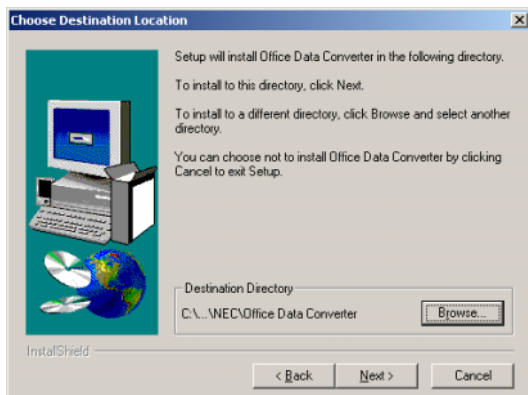 Choose Destination Location
Setup will install Office Data Converter in the following directory.
To install to this directory, click Next.
To install to a different directory, click Browse and select another
directory.
You can choose not to install Office Data Converter by clicking
Cancel to exit Setup.
Destination Directory
C:\...\NEC\Office Data Converter
Browse...
InstallShield
< Back
Next >
Cancel